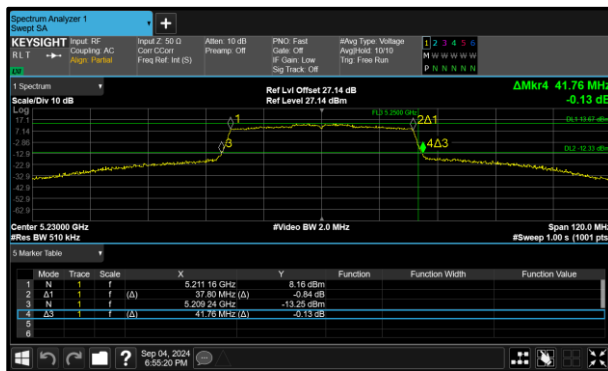 Spectrum Analyzer 1
Swept SA
+
KEYSIGHT Input: RF Input Z: 50 Ω Atten: 10 dB PNO: Fast #Avg Type: Voltage 1 2 3 4 5 6
RLT Coupling: AC Corr CCorr Preamp: Off Gate: Off Avg|Hold: 10/10 M W W W W W
Align: Partial Freq Ref: Int (S) IF Gain: Low Trig: Free Run P N N N N N
Sig Track: Off
1 Spectrum Ref Lvl Offset 27.14 dB ΔMkr4 41.76 MHz
Scale/Div 10 dB Ref Level 27.14 dBm -0.13 dB
Log
17.1 1 2Δ1 DL1 13.67 dBm
7.14
-2.86
-12.9 3 4Δ3 DL2 -12.33 dBm
-22.9
-32.9
-42.9
-52.9
-62.9
Center 5.23000 GHz #Video BW 2.0 MHz Span 120.0 MHz
#Res BW 510 kHz #Sweep 1.00 s (1001 pts)
5 Marker Table
Mode Trace Scale X Y Function Function Width Function Value
1 N 1 f 5.211 16 GHz 8.16 dBm
2 Δ1 1 f (Δ) 37.80 MHz (Δ) -0.84 dB
3 N 1 f 5.209 24 GHz -13.25 dBm
4 Δ3 1 f (Δ) 41.76 MHz (Δ) -0.13 dB
5
6
? Sep 04, 2024
6:55:20 PM